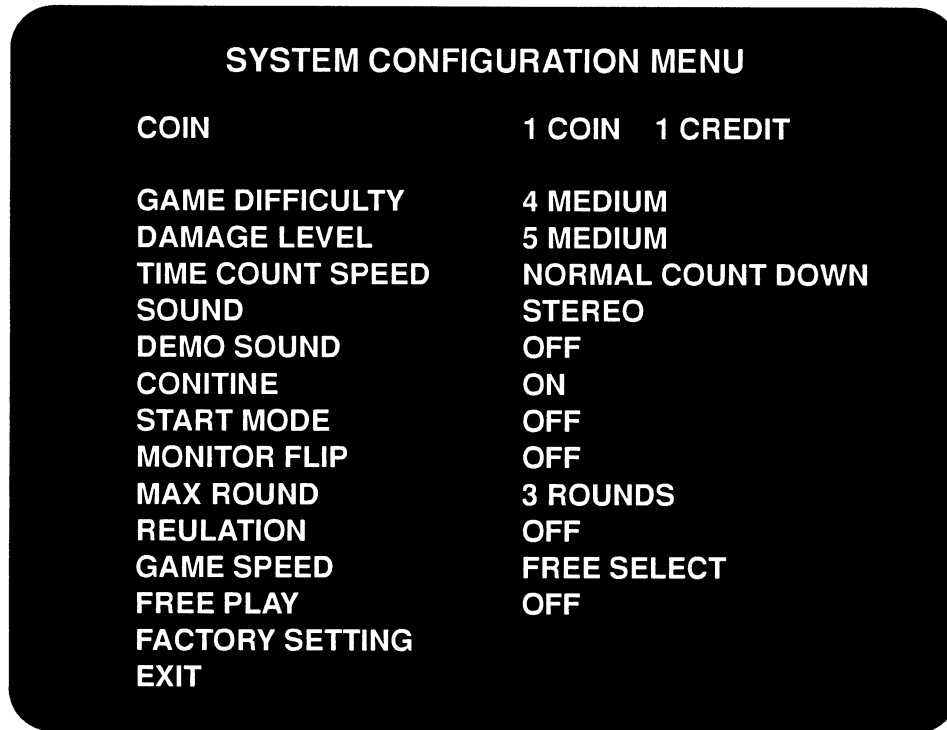 SYSTEM CONFIGURATION MENU
COIN 1 COIN 1 CREDIT
GAME DIFFICULTY 4 MEDIUM
DAMAGE LEVEL 5 MEDIUM
TIME COUNT SPEED NORMAL COUNT DOWN
SOUND STEREO
DEMO SOUND OFF
CONITINE ON
START MODE OFF
MONITOR FLIP OFF
MAX ROUND 3 ROUNDS
REULATION OFF
GAME SPEED FREE SELECT
FREE PLAY OFF
FACTORY SETTING
EXIT